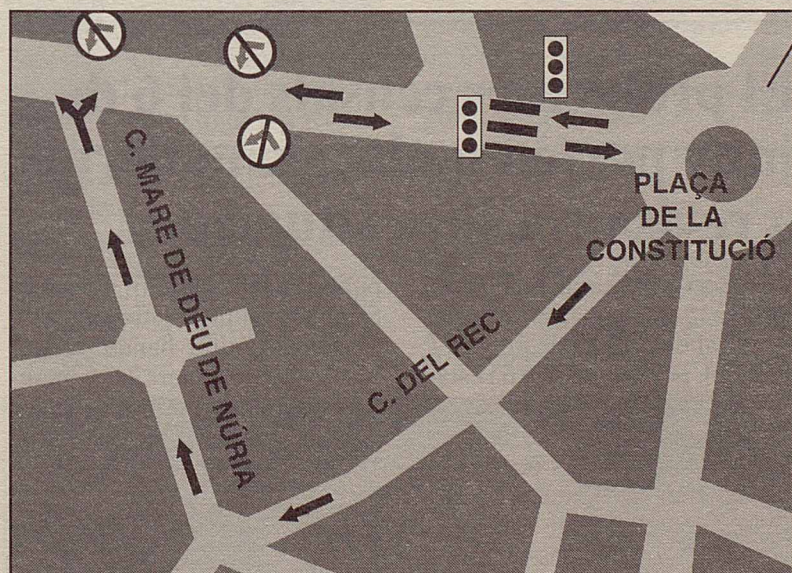 PLAÇA
DE LA
CONSTITUCIÓ
C. MARE DE DÉU DE NÚRIA
C. DEL REC